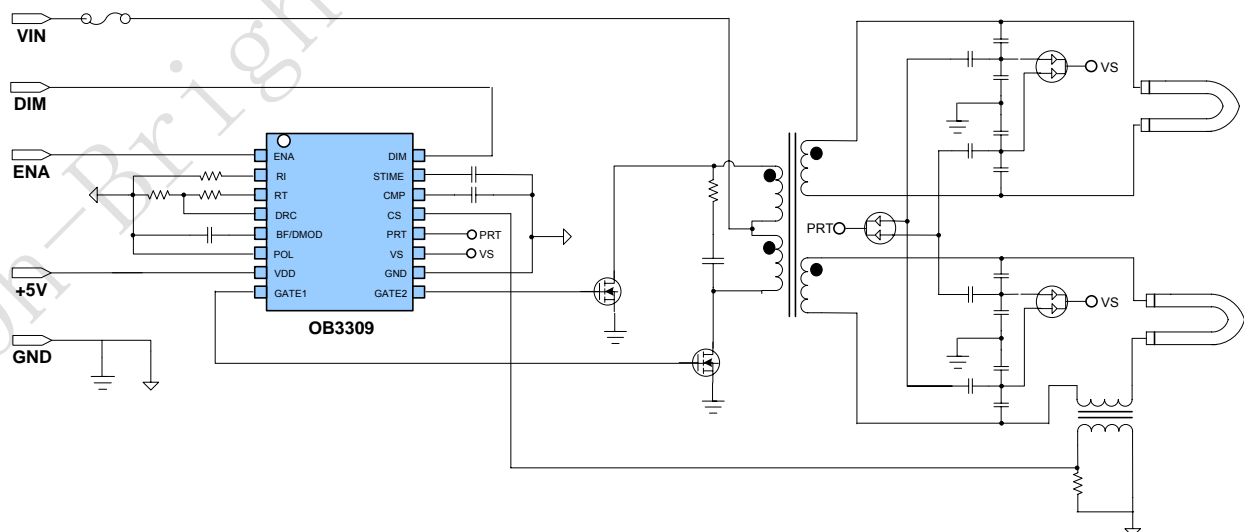 VIN
DIM
ENA
+5V
GND
ENA
RI
RT
DRC
BF/DMOD
POL
VDD
GATE1
DIM
STIME
CMP
CS
PRT
VS
GND
GATE2
OB3309
PRT
VS
PRT
VS
VS
n-Brigh